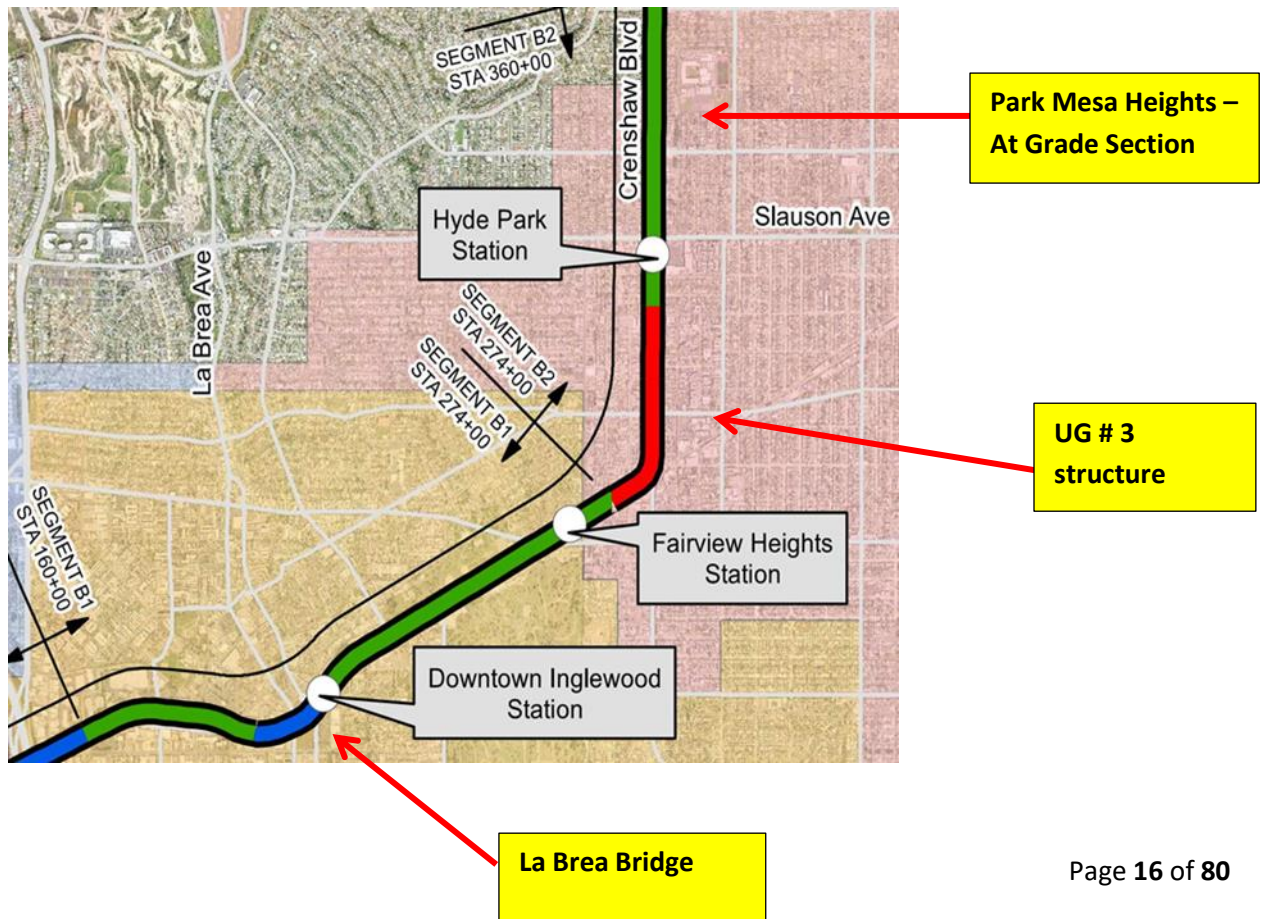 SEGMENT B2
STA 360+00
Crenshaw Blvd
Park Mesa Heights –
At Grade Section
Hyde Park
Station
Slauson Ave
La Brea Ave
SEGMENT B2
STA 274+00
SEGMENT B1
STA 274+00
UG # 3
structure
SEGMENT B1
STA 160+00
Fairview Heights
Station
Downtown Inglewood
Station
La Brea Bridge
Page 16 of 80